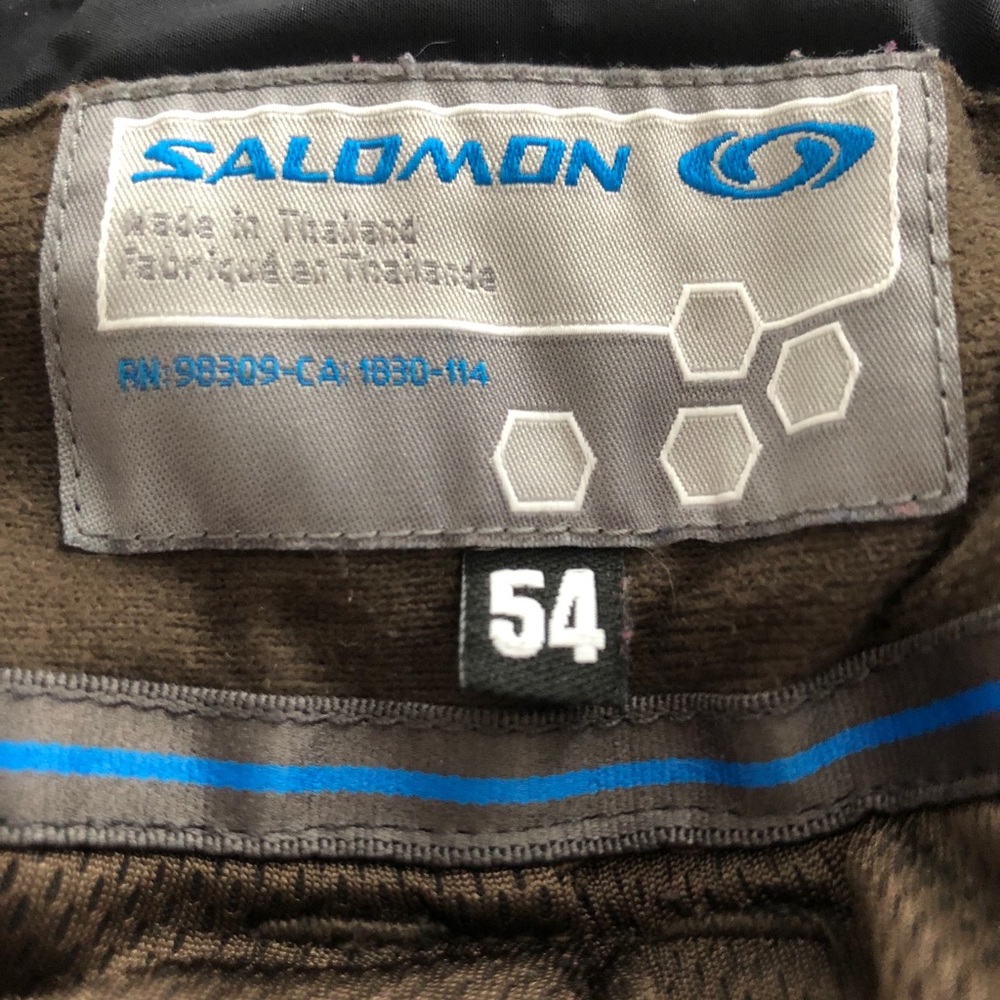 SALOMON
Made in Thailand
Fabriqué en Thaïlande
RN: 98309-CA: 1830-114
54